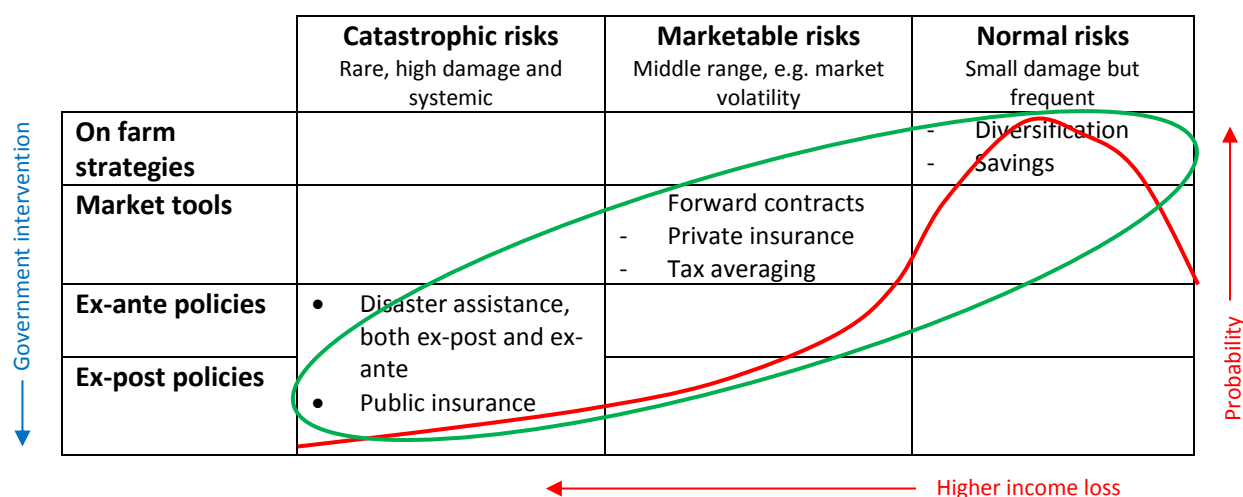 Catastrophic risks
Rare, high damage and
systemic
Marketable risks
Middle range, e.g. market
volatility
Normal risks
Small damage but
frequent
On farm
strategies
- Diversification
- Savings
Market tools
Forward contracts
- Private insurance
- Tax averaging
Ex-ante policies
Ex-post policies
• Disaster assistance,
both ex-post and ex-
ante
• Public insurance
Government intervention
Probability
Higher income loss